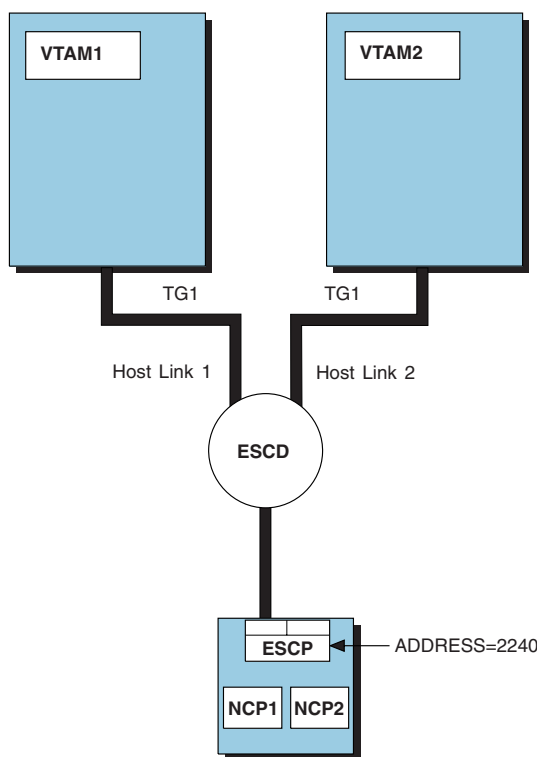 VTAM1
VTAM2
TG1
TG1
Host Link 1
Host Link 2
ESCD
ESCP
ADDRESS=2240
NCP1
NCP2